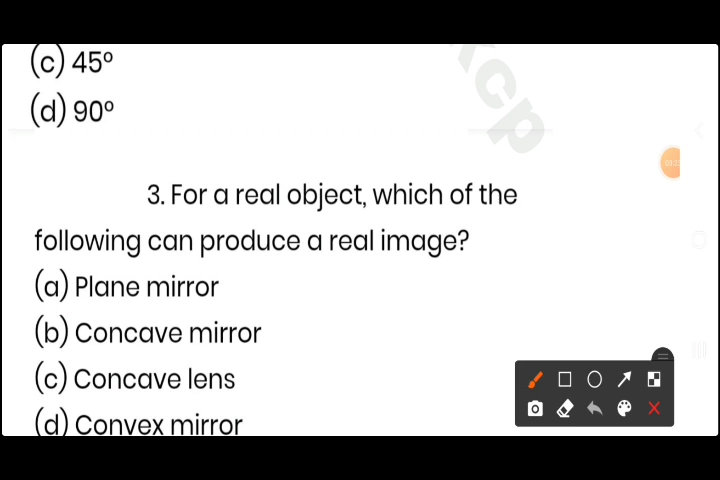 (c) 45º
(d) 90º
kcp
3. For a real object, which of the
following can produce a real image?
(a) Plane mirror
(b) Concave mirror
(c) Concave lens
(d) Convex mirror